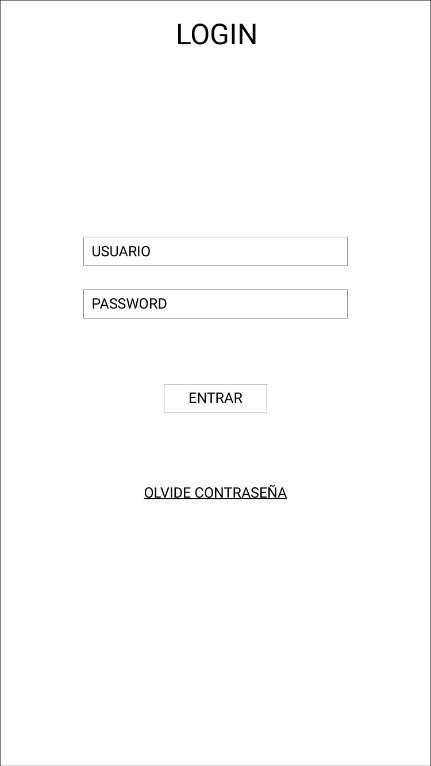 LOGIN
USUARIO
PASSWORD
ENTRAR
OLVIDE CONTRASEÑA